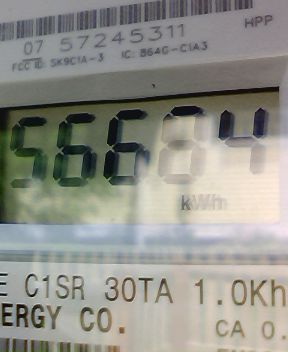 HPP
07 57245311
FCC ID: SK9C1A-3 IC: 864G-C1A3
56684
kWh
E C1SR 30TA 1.0Kh
ERGY CO.
CA 0.